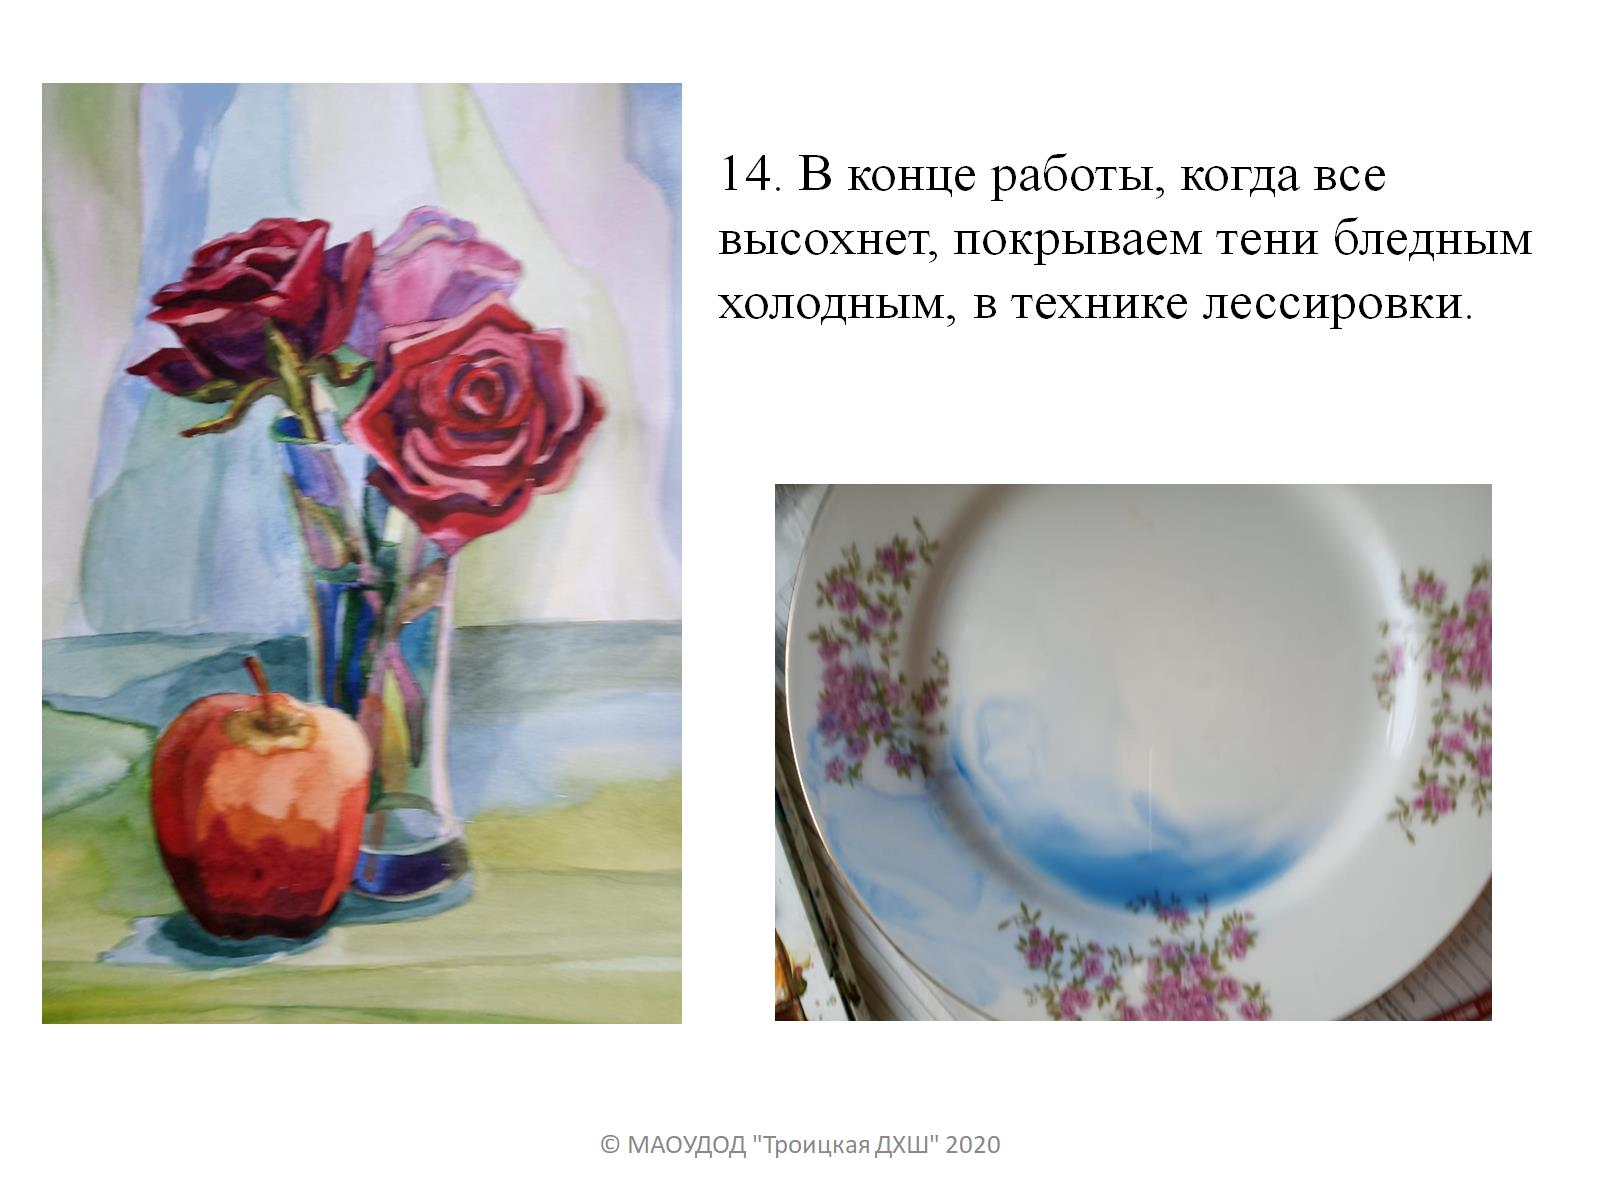 14. В конце работы, когда все
высохнет, покрываем тени бледным
холодным, в технике лессировки.
© МАОУДОД "Троицкая ДХШ" 2020